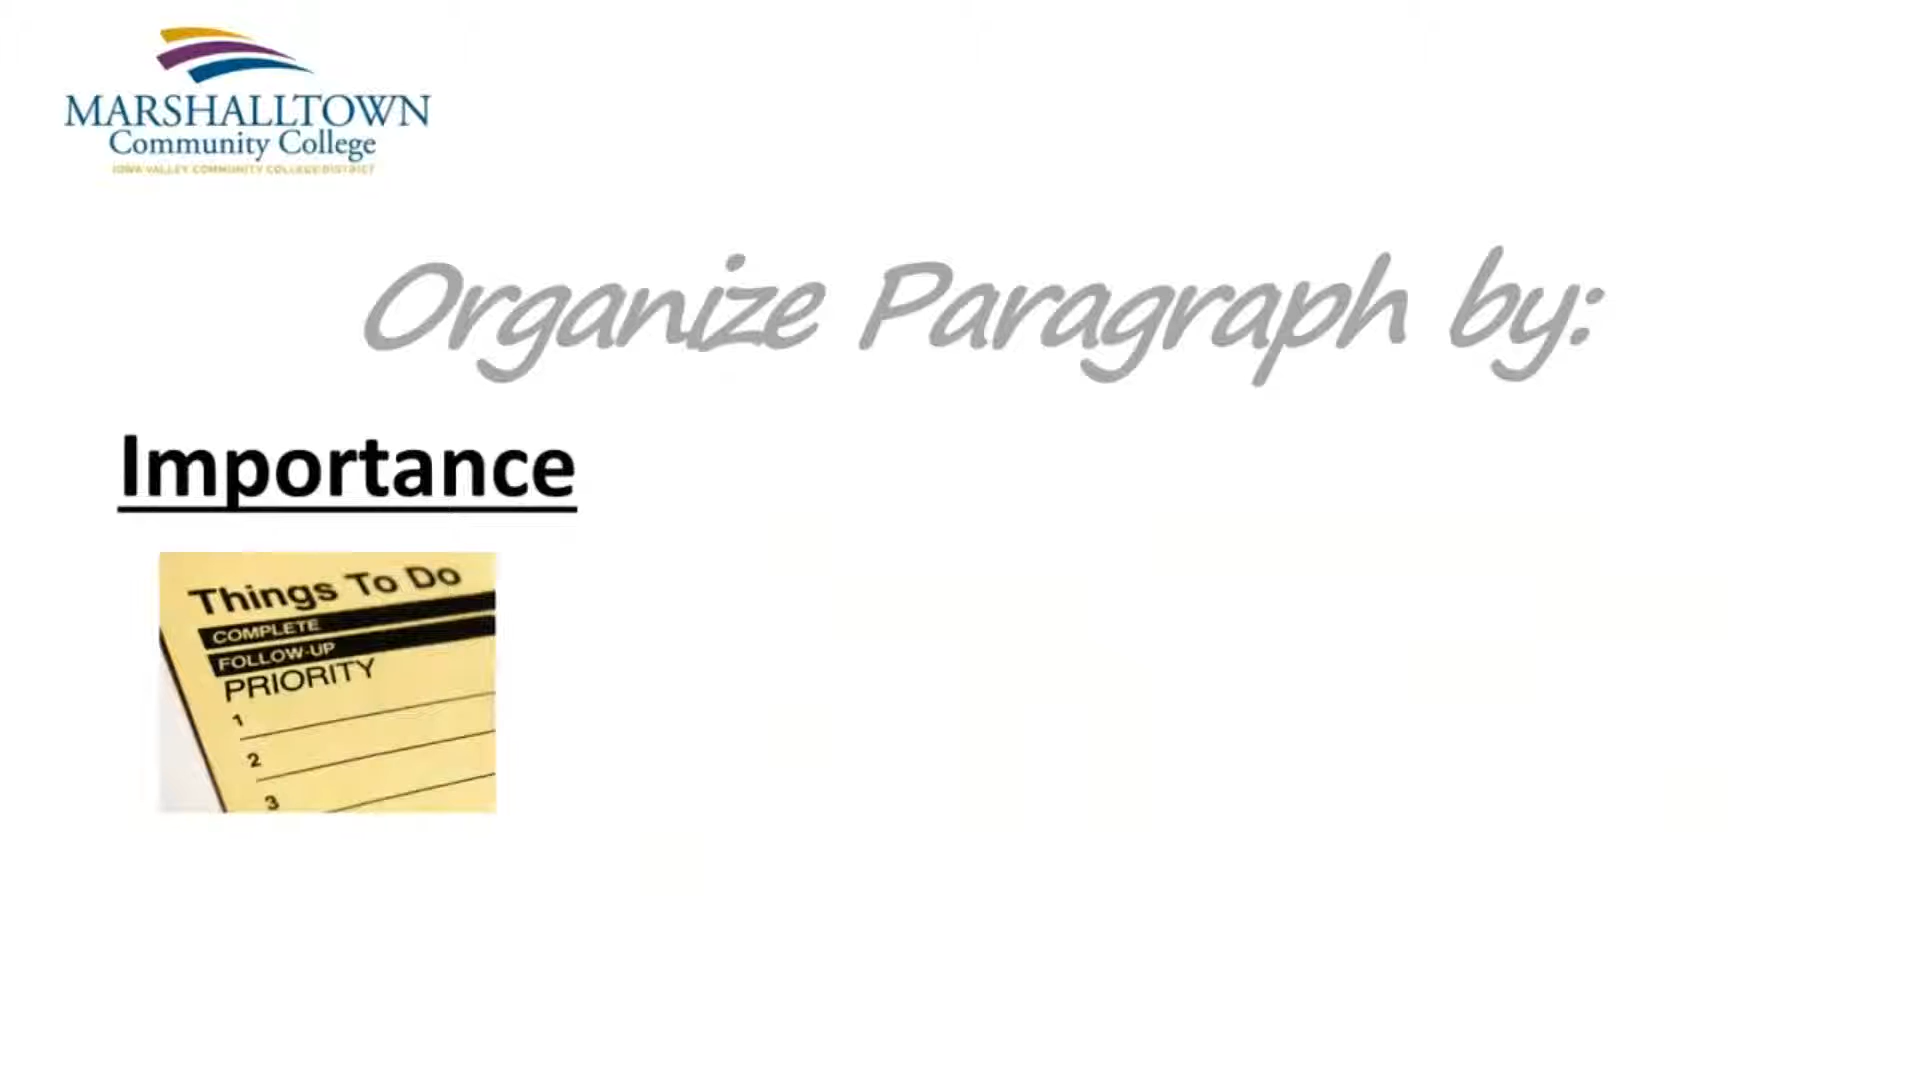 MARSHALLTOWN
Community College
IOWA VALLEY COMMUNITY COLLEGE DISTRICT
Organize Paragraph by:
Importance
Things To Do
COMPLETE
FOLLOW-UP
PRIORITY
1
2
3